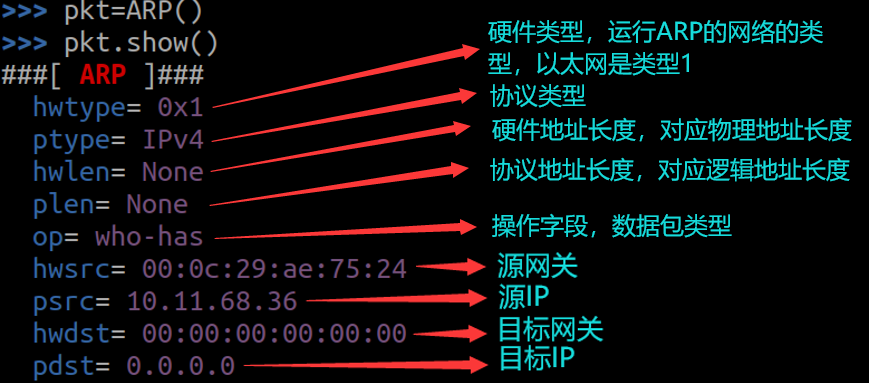 >>> pkt=ARP()
>>> pkt.show()
###[ ARP ]###
hwtype= 0x1
ptype= IPv4
hwlen= None
plen= None
op= who-has
hwsrc= 00:0c:29:ae:75:24
psrc= 10.11.68.36
hwdst= 00:00:00:00:00:00
pdst= 0.0.0.0
硬件类型，运行ARP的网络的类
型，以太网是类型1
协议类型
硬件地址长度，对应物理地址长度
协议地址长度，对应逻辑地址长度
操作字段，数据包类型
源网关
源IP
目标网关
目标IP